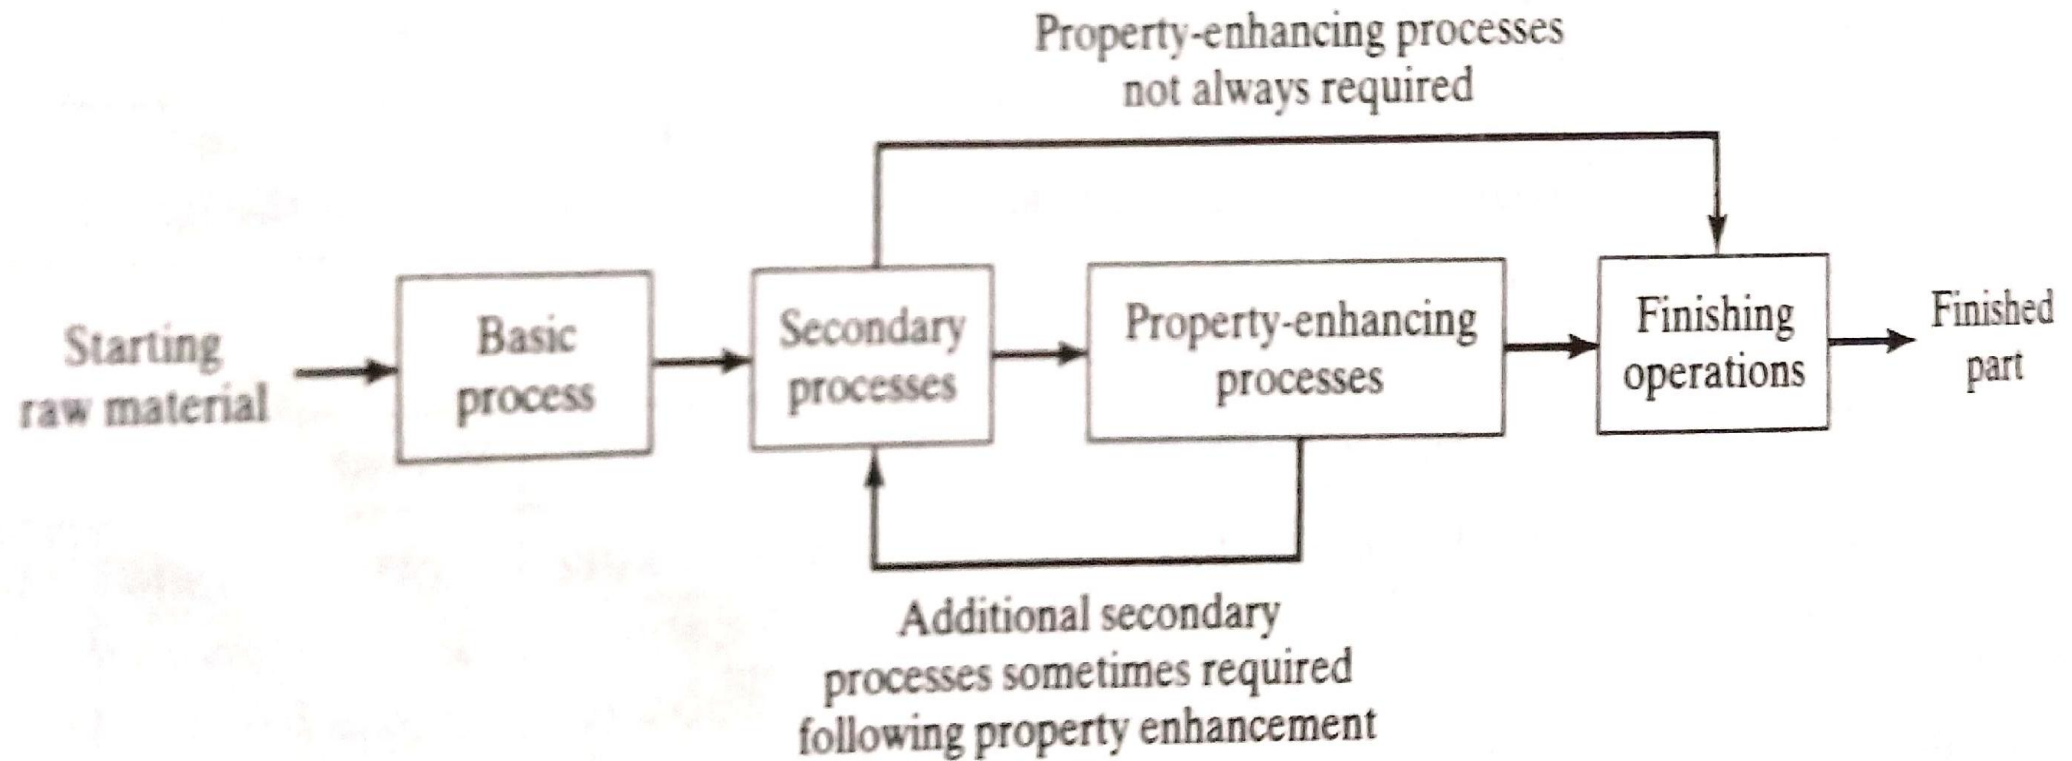 Property-enhancing processes
not always required
Starting
raw material
Basic
process
Secondary
processes
Property-enhancing
processes
Finishing
operations
Finished
part
Additional secondary
processes sometimes required
following property enhancement